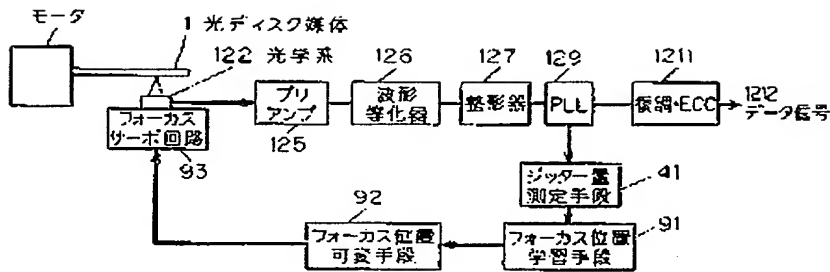 モータ
1 光ディスク媒体
122 光学系
126
127
129
1211
プリ
アンプ
波形
等化器
整形器
PLL
復調・ECC
1212
データ信号
フォーカス
サーボ回路
125
93
ジッター量
測定手段
41
92
91
フォーカス位置
可変手段
フォーカス位置
学習手段